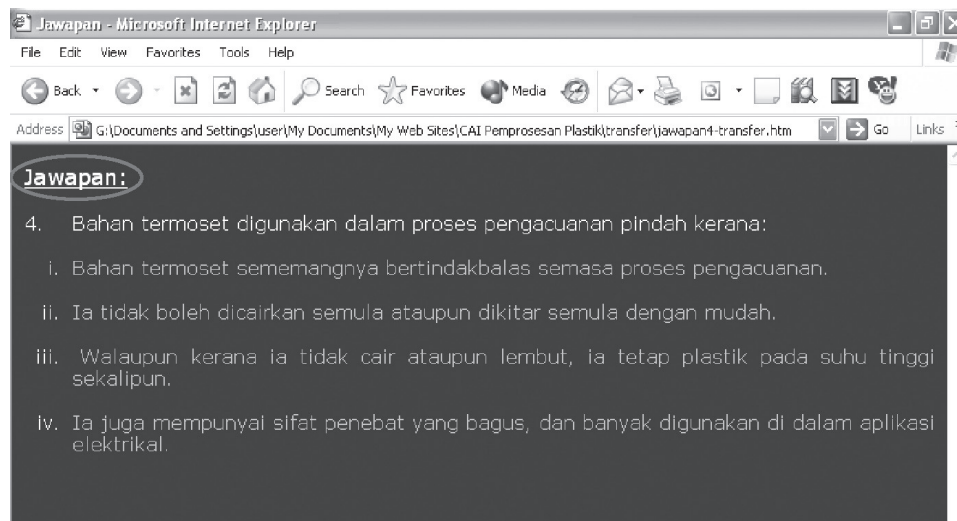 Jawapan - Microsoft Internet Explorer
File Edit View Favorites Tools Help
Back Search Favorites Media
Address G:\Documents and Settings\user\My Documents\My Web Sites\CAI Pemprosesan Plastik\transfer\jawapan4-transfer.htm Go Links
Jawapan:
4. Bahan termoset digunakan dalam proses pengacuanan pindah kerana:
i. Bahan termoset sememangnya bertindakbalas semasa proses pengacuanan.
ii. Ia tidak boleh dicairkan semula ataupun dikitar semula dengan mudah.
iii. Walaupun kerana ia tidak cair ataupun lembut, ia tetap plastik pada suhu tinggi
sekalipun.
iv. Ia juga mempunyai sifat penebat yang bagus, dan banyak digunakan di dalam aplikasi
elektrikal.